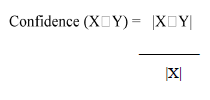 Confidence (X□Y) = |X□Y|
|X|